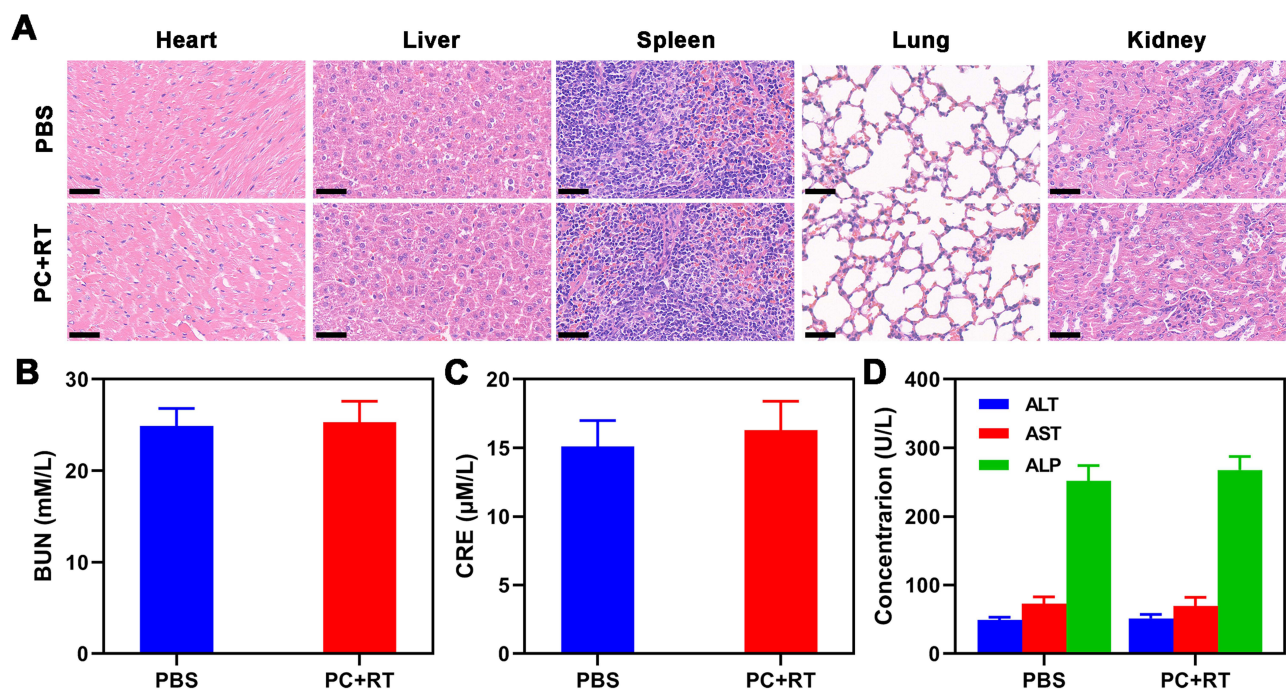 A
Heart Liver Spleen Lung Kidney
PBS
PC+RT
B
30
20
10
0
BUN (mM/L)
PBS PC+RT
C
20
15
10
5
0
CRE (μM/L)
PBS PC+RT
D
400
300
200
100
0
Concentrarion (U/L)
ALT
AST
ALP
PBS PC+RT